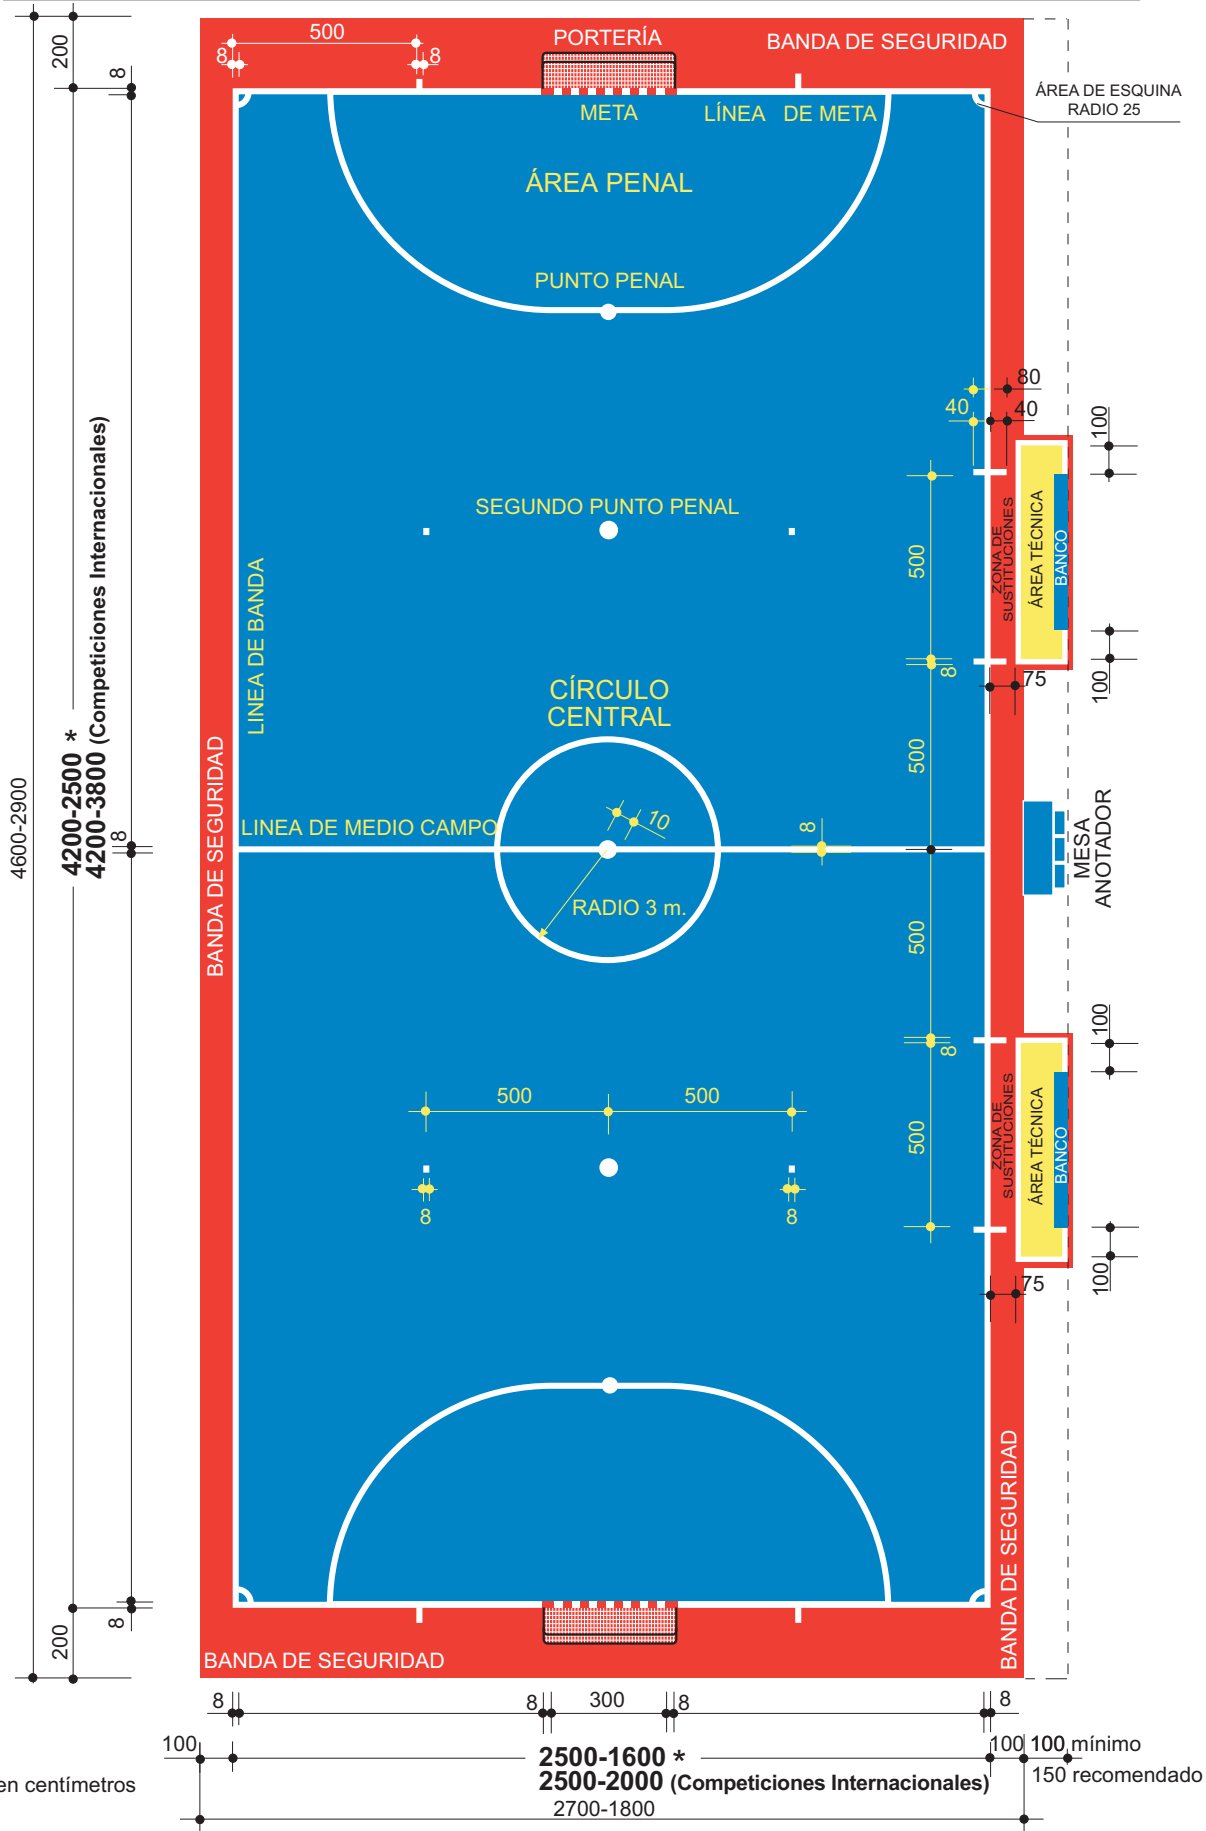 500
PORTERÍA
BANDA DE SEGURIDAD
8
8
200
8
META
LÍNEA DE META
ÁREA DE ESQUINA
RADIO 25
ÁREA PENAL
PUNTO PENAL
80
40
40
100
SEGUNDO PUNTO PENAL
500
ZONA DE
SUSTITUCIONES
ÁREA TÉCNICA
BANCO
LINEA DE BANDA
8
75
100
CÍRCULO
CENTRAL
500
4600-2900
4200-2500 *
4200-3800 (Competiciones Internacionales)
8
BANDA DE SEGURIDAD
LINEA DE MEDIO CAMPO
10
8
MESA
ANOTADOR
RADIO 3 m.
500
100
8
500
500
500
ZONA DE
SUSTITUCIONES
ÁREA TÉCNICA
BANCO
8
8
75
100
BANDA DE SEGURIDAD
200
8
BANDA DE SEGURIDAD
8
8
300
8
8
100
2500-1600 *
100
100 mínimo
en centímetros
2500-2000 (Competiciones Internacionales)
150 recomendado
2700-1800